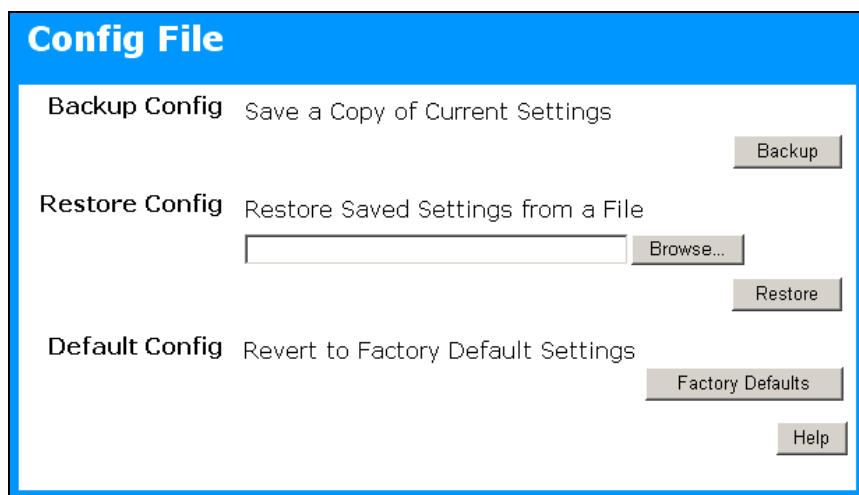 Config File
Backup Config Save a Copy of Current Settings
Backup
Restore Config Restore Saved Settings from a File
Browse...
Restore
Default Config Revert to Factory Default Settings
Factory Defaults
Help